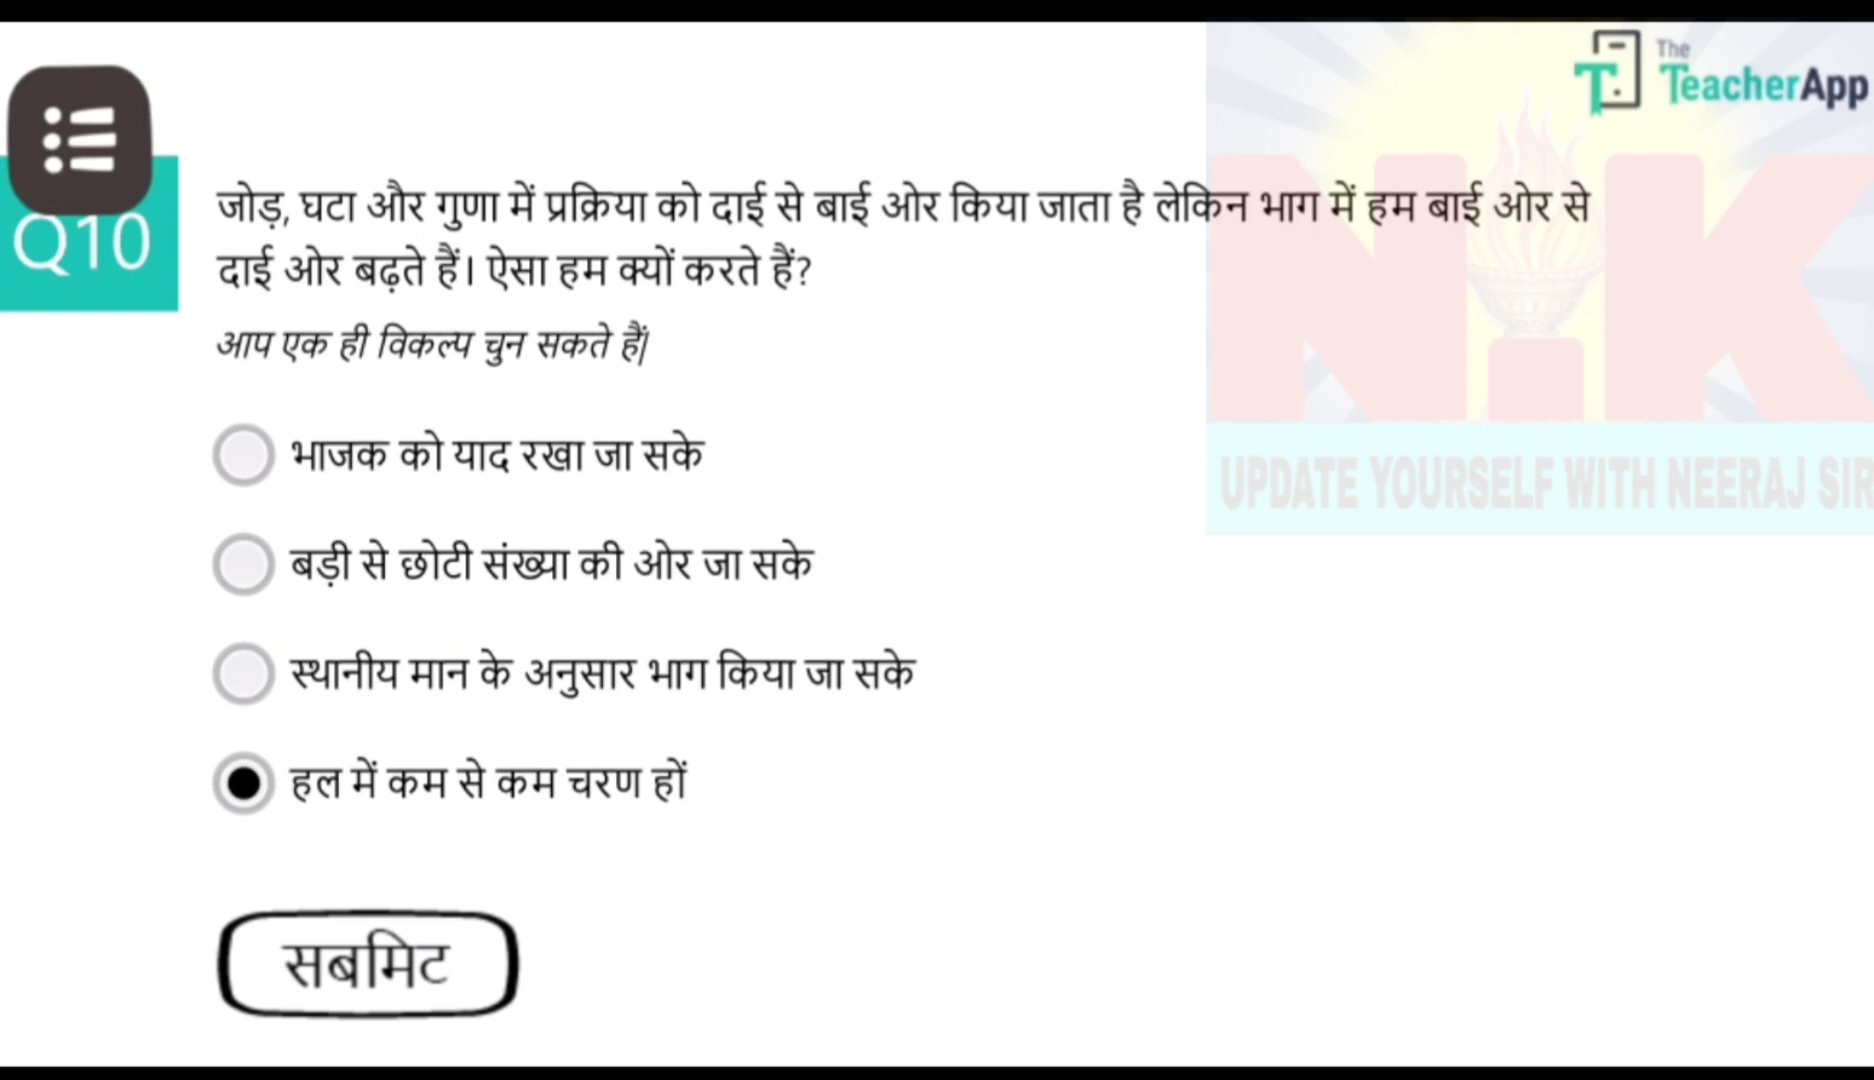 The
TeacherApp
Q10
जोड़, घटा और गुणा में प्रक्रिया को दाई से बाई ओर किया जाता है लेकिन भाग में हम बाई ओर से
दाई ओर बढ़ते हैं। ऐसा हम क्यों करते हैं?
आप एक ही विकल्प चुन सकते हैं|
भाजक को याद रखा जा सके
बड़ी से छोटी संख्या की ओर जा सके
स्थानीय मान के अनुसार भाग किया जा सके
हल में कम से कम चरण हों
सबमिट
N.K
UPDATE YOURSELF WITH NEERAJ SIR